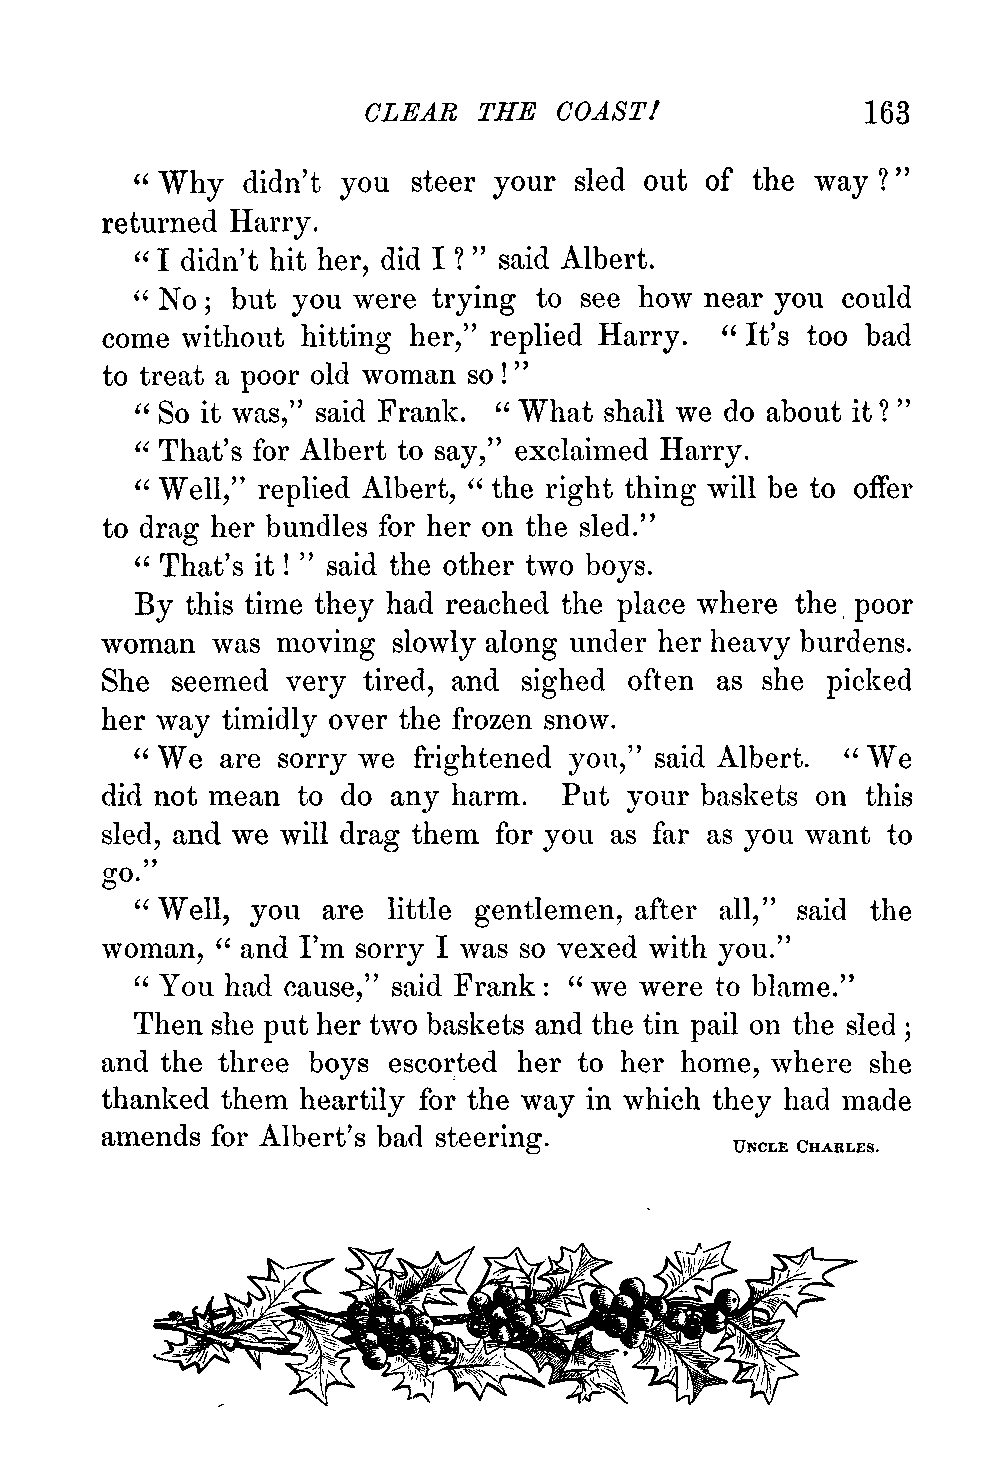 CLEAR THE COAST! 163
“Why didn’t you steer your sled out of the way?”
returned Harry.
“I didn’t hit her, did I?” said Albert.
“No; but you were trying to see how near you could
come without hitting her,” replied Harry. “It’s too bad
to treat a poor old woman so!”
“So it was,” said Frank. “What shall we do about it?”
“That’s for Albert to say,” exclaimed Harry.
“Well,” replied Albert, “the right thing will be to offer
to drag her bundles for her on the sled.”
“That’s it!” said the other two boys.
By this time they had reached the place where the poor
woman was moving slowly along under her heavy burdens.
She seemed very tired, and sighed often as she picked
her way timidly over the frozen snow.
“We are sorry we frightened you,” said Albert. “We
did not mean to do any harm. Put your baskets on this
sled, and we will drag them for you as far as you want to
go.”
“Well, you are little gentlemen, after all,” said the
woman, “and I’m sorry I was so vexed with you.”
“You had cause,” said Frank: “we were to blame.”
Then she put her two baskets and the tin pail on the sled;
and the three boys escorted her to her home, where she
thanked them heartily for the way in which they had made
amends for Albert’s bad steering.
UNCLE CHARLES.